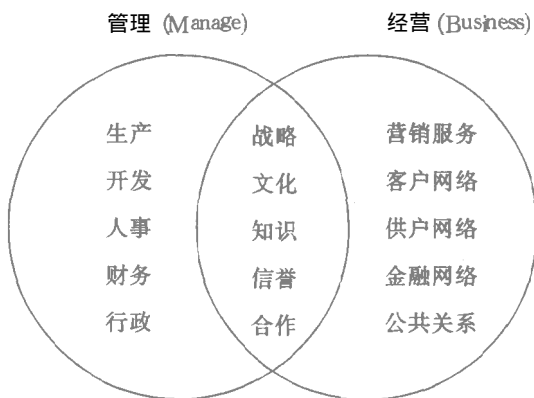 管理 (Manage) 经营 (Business)
生产 战略 营销服务
开发 文化 客户网络
人事 知识 供户网络
财务 信誉 金融网络
行政 合作 公共关系